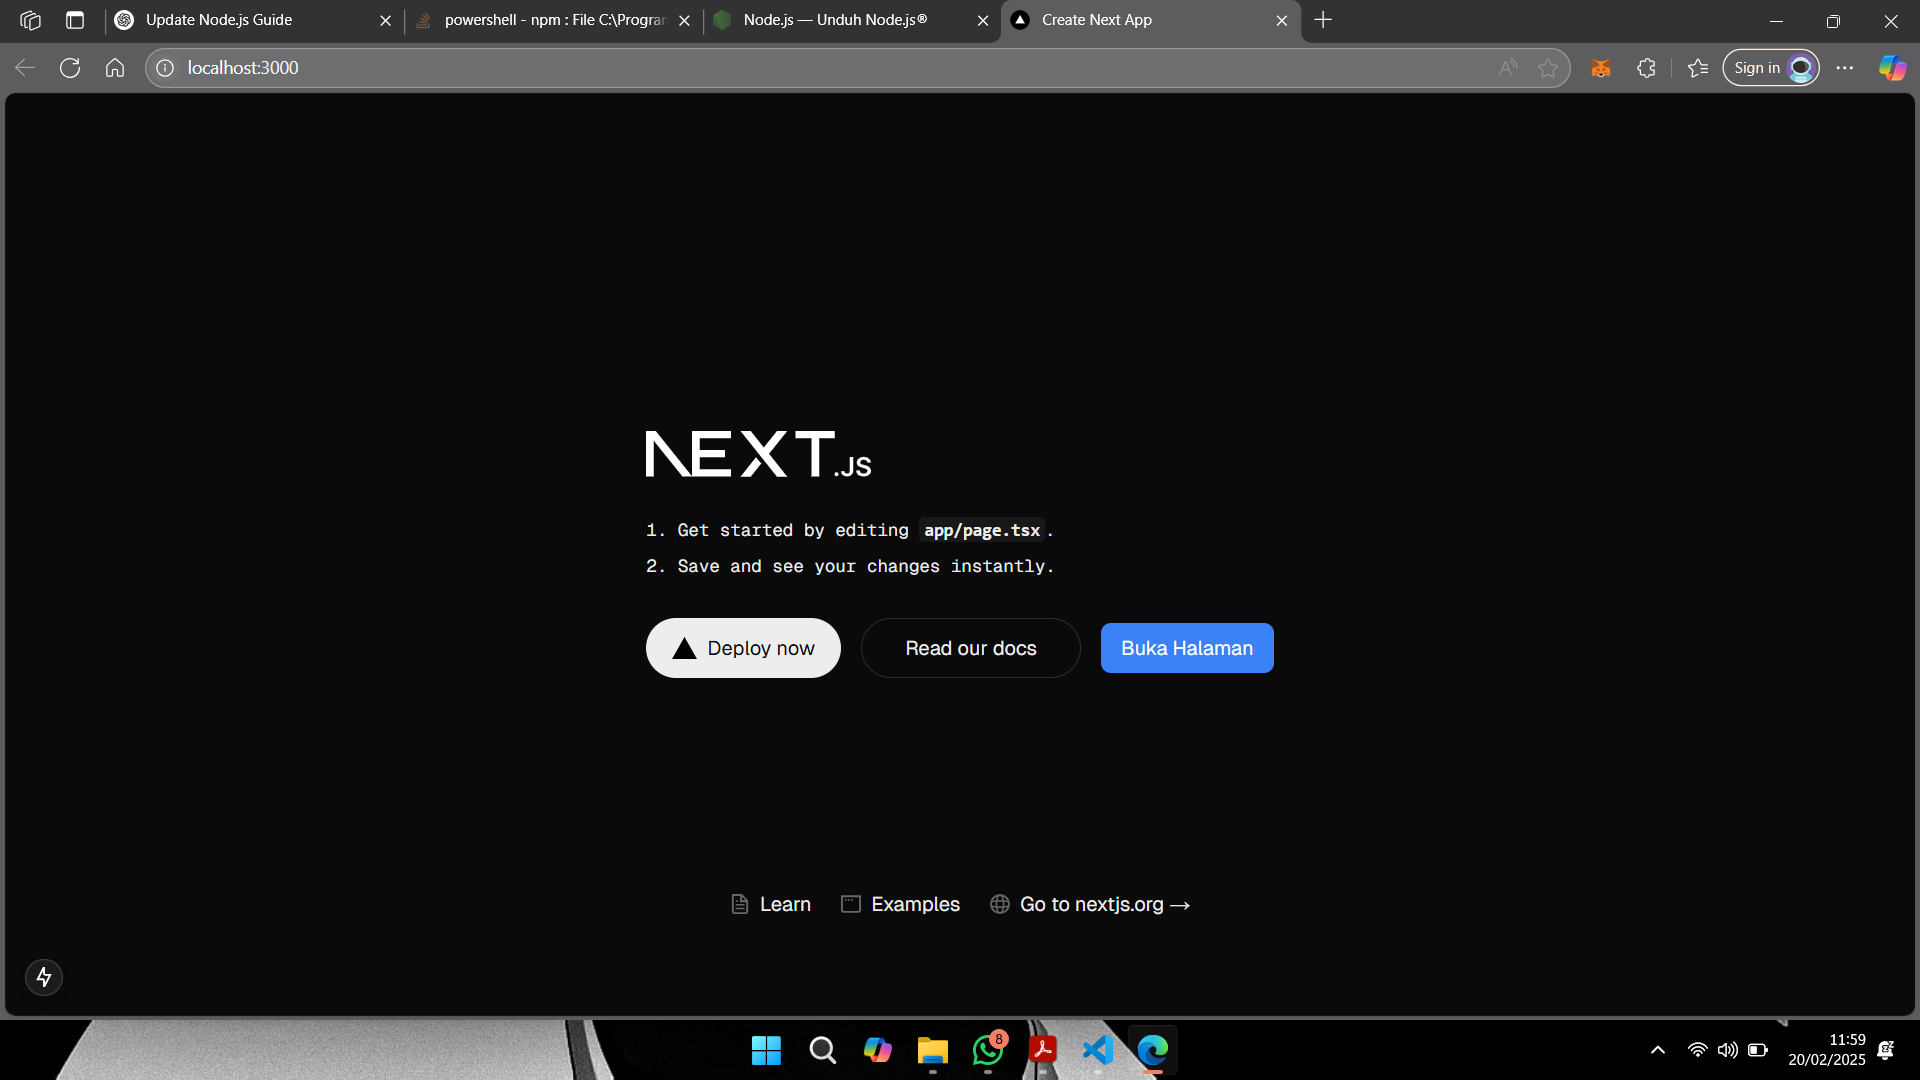 Update Node.js Guide
powershell - npm : File C:\Progran
Node.js — Unduh Node.js®
Create Next App
localhost:3000
Sign in
NEXT.JS
1. Get started by editing app/page.tsx.
2. Save and see your changes instantly.
Deploy now
Read our docs
Buka Halaman
Learn
Examples
Go to nextjs.org →
8
11:59
20/02/2025